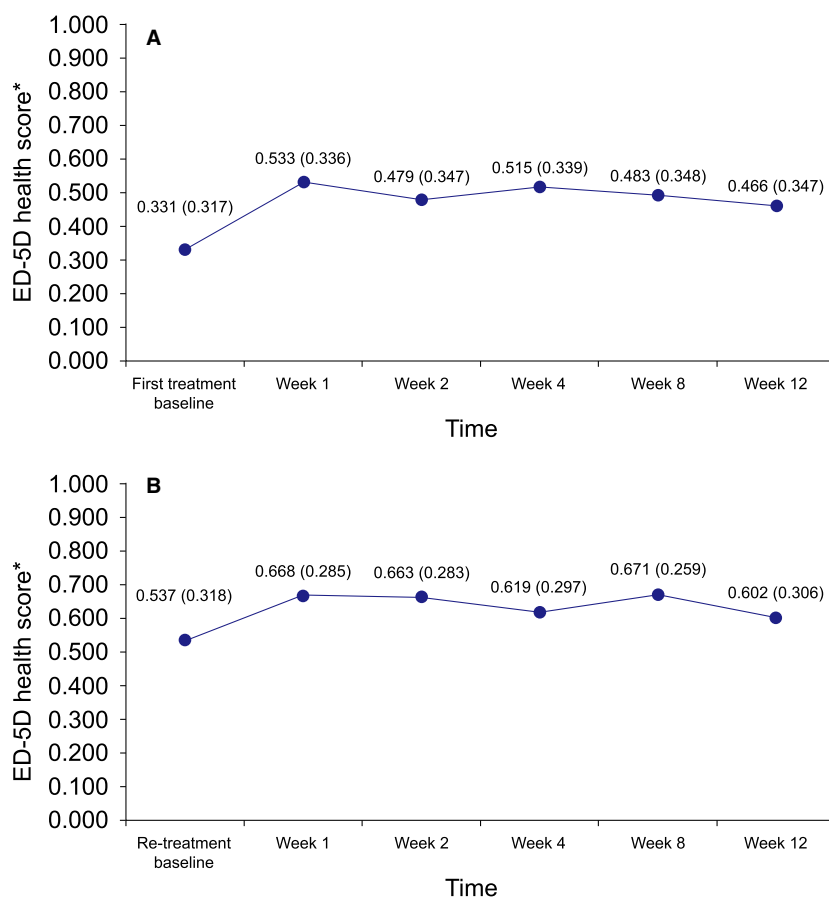 A
ED-5D health score*
1.000
0.900
0.800
0.700
0.600
0.500
0.400
0.300
0.200
0.100
0.000
0.331 (0.317)
0.533 (0.336)
0.479 (0.347)
0.515 (0.339)
0.483 (0.348)
0.466 (0.347)
First treatment
baseline
Week 1
Week 2
Week 4
Week 8
Week 12
Time
B
ED-5D health score*
1.000
0.900
0.800
0.700
0.600
0.500
0.400
0.300
0.200
0.100
0.000
0.537 (0.318)
0.668 (0.285)
0.663 (0.283)
0.619 (0.297)
0.671 (0.259)
0.602 (0.306)
Re-treatment
baseline
Week 1
Week 2
Week 4
Week 8
Week 12
Time